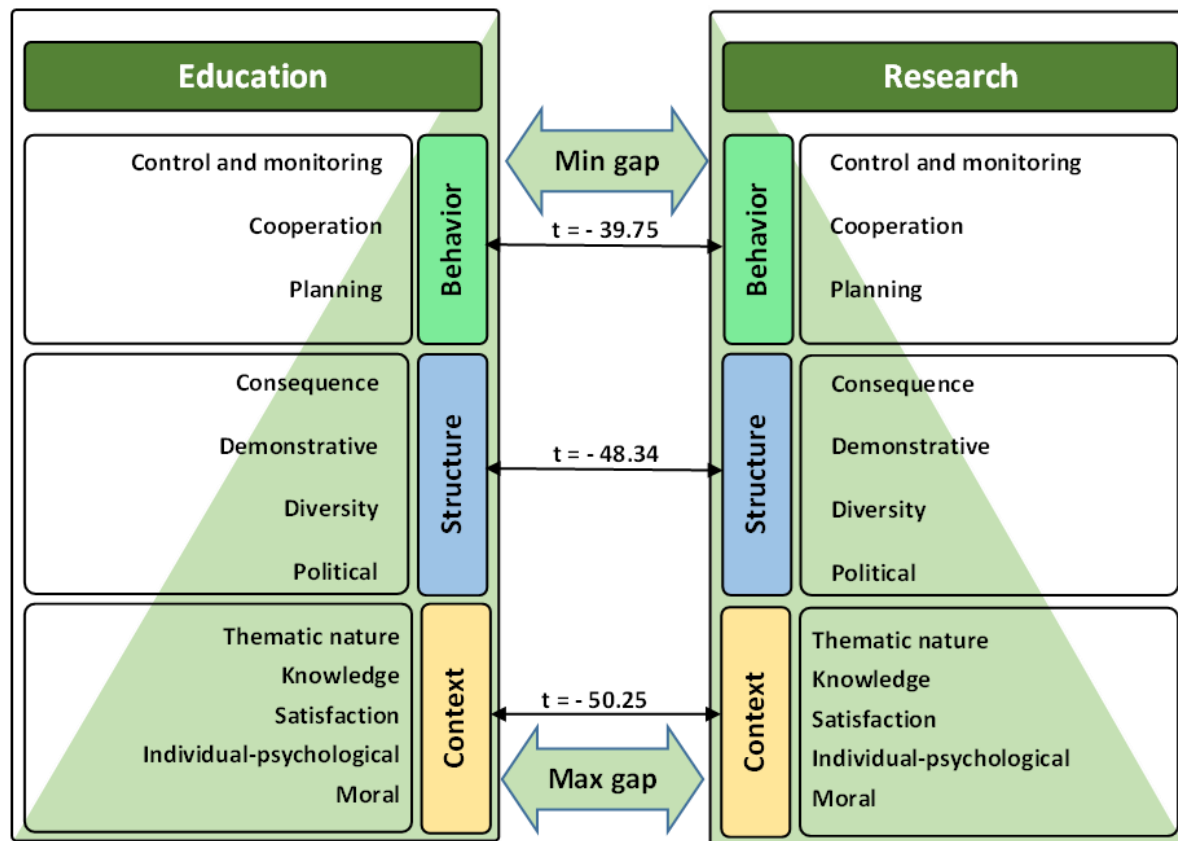 Education
Research
Min gap
Control and monitoring
Cooperation
Planning
Behavior
t = - 39.75
Behavior
Control and monitoring
Cooperation
Planning
Consequence
Demonstrative
Diversity
Political
Structure
t = - 48.34
Structure
Consequence
Demonstrative
Diversity
Political
Thematic nature
Knowledge
Satisfaction
Individual-psychological
Moral
Context
t = - 50.25
Max gap
Context
Thematic nature
Knowledge
Satisfaction
Individual-psychological
Moral